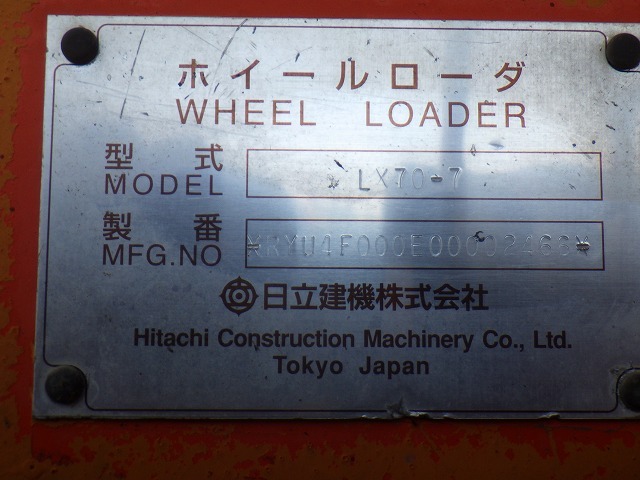 ホイールローダ
WHEEL LOADER
型式
MODEL LX70-7
製番
MFG.NO
日立建機株式会社
Hitachi Construction Machinery Co., Ltd.
Tokyo Japan